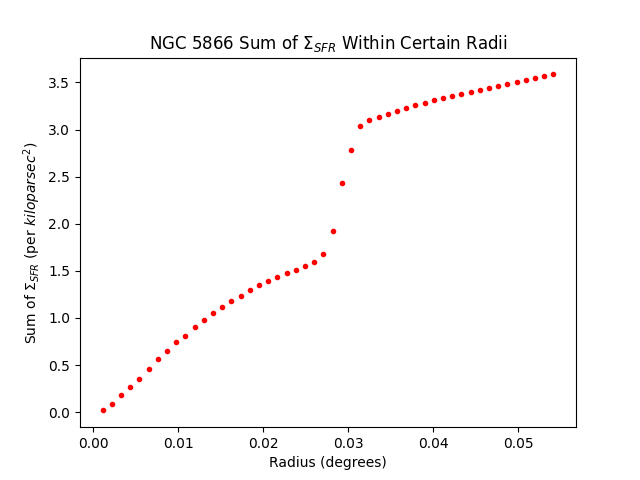 NGC 5866 Sum of Σ_SFR Within Certain Radii
Sum of Σ_SFR (per kiloparsec²)
3.5
3.0
2.5
2.0
1.5
1.0
0.5
0.0
0.00 0.01 0.02 0.03 0.04 0.05
Radius (degrees)